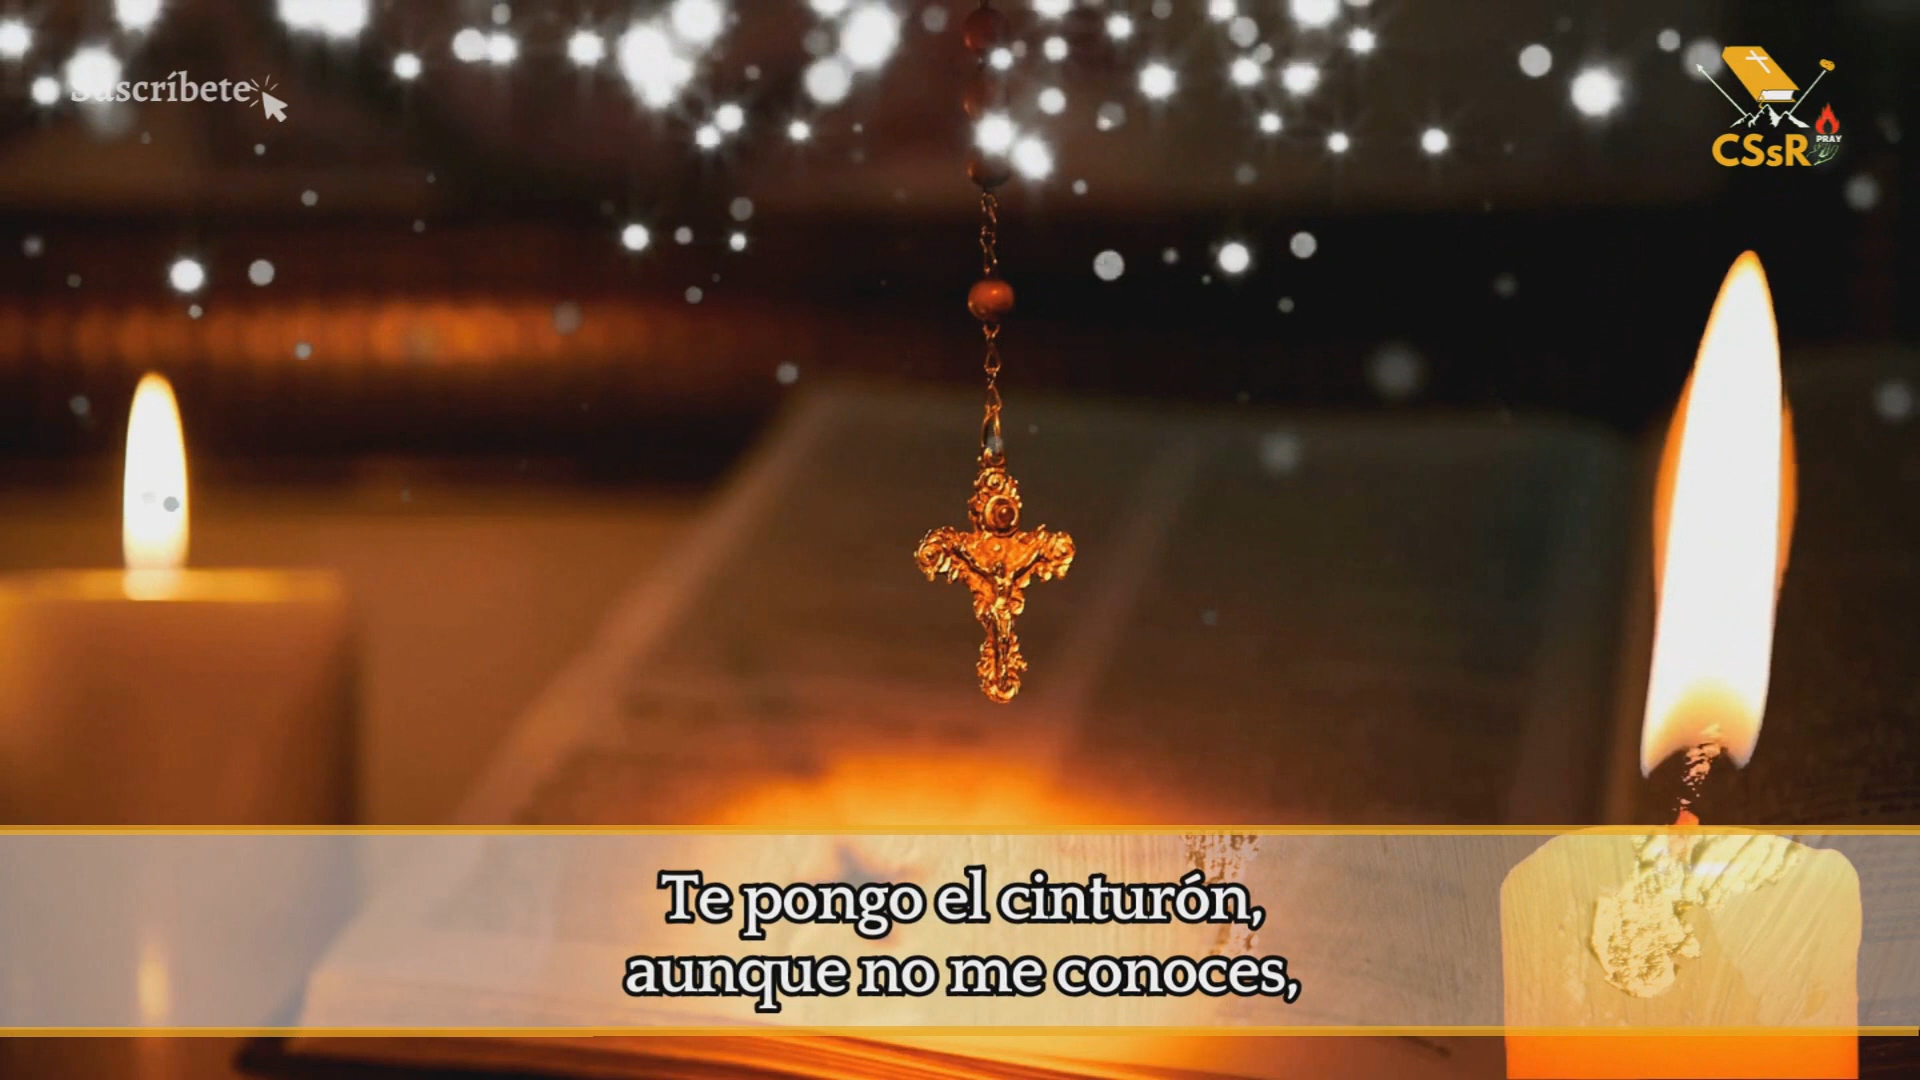 Suscríbete
CSsR
PRAY
Te pongo el cinturón,
aunque no me conoces,